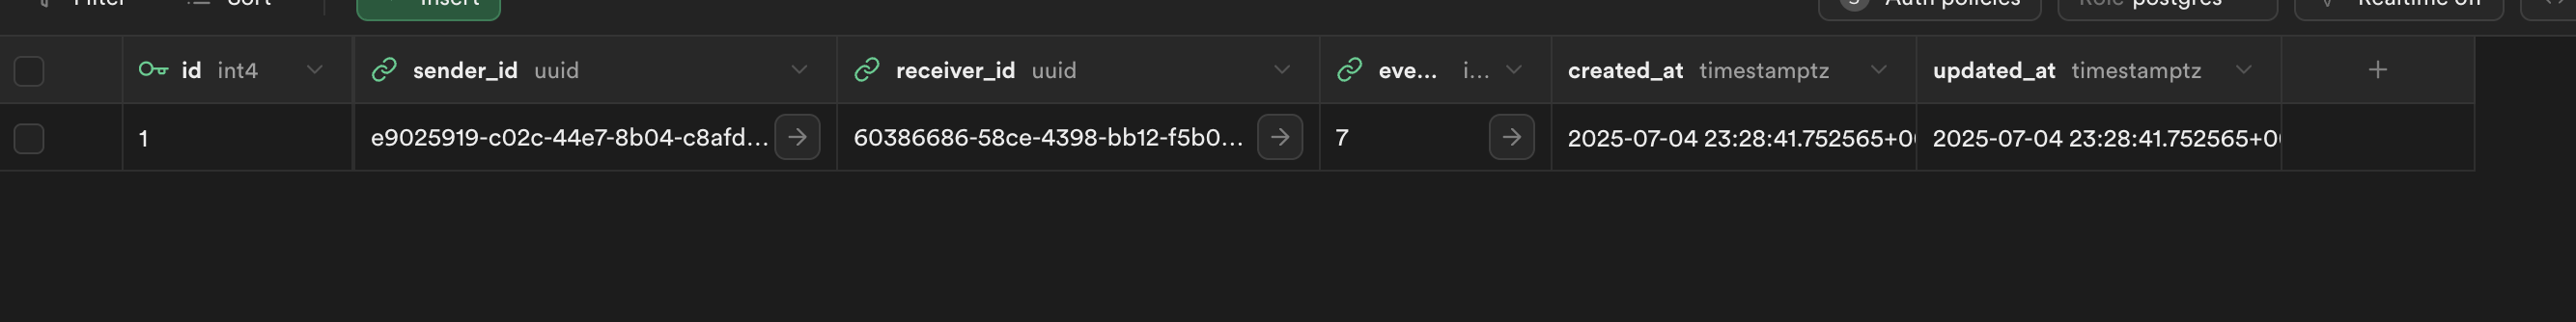 Filter Sort Insert Auth policies Role postgres Realtime off
id int4 sender_id uuid receiver_id uuid eve... i... created_at timestamptz updated_at timestamptz
1 e9025919-c02c-44e7-8b04-c8afd... 60386686-58ce-4398-bb12-f5b0... 7 2025-07-04 23:28:41.752565+0 2025-07-04 23:28:41.752565+0